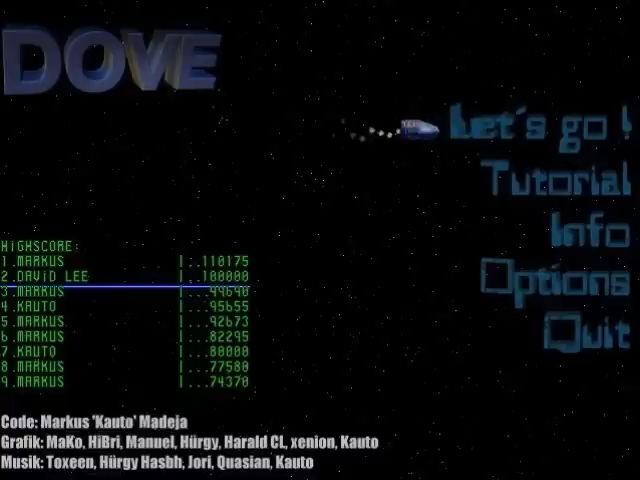 DOVE
Let's go !
Tutorial
Info
Options
Quit
HIGHSCORE:
1.MARKUS |..110175
2.DAVID LEE |..100000
3.MARKUS |...99690
4.KAUTO |...95655
5.MARKUS |...92673
6.MARKUS |...82295
7.KAUTO |...80000
8.MARKUS |...77580
9.MARKUS |...74370
Code: Markus 'Kauto' Madeja
Grafik: MaKo, HiBri, Manuel, Hürgy, Harald CL, xenion, Kauto
Musik: Toxeen, Hürgy Hasbh, Jori, Quasian, Kauto